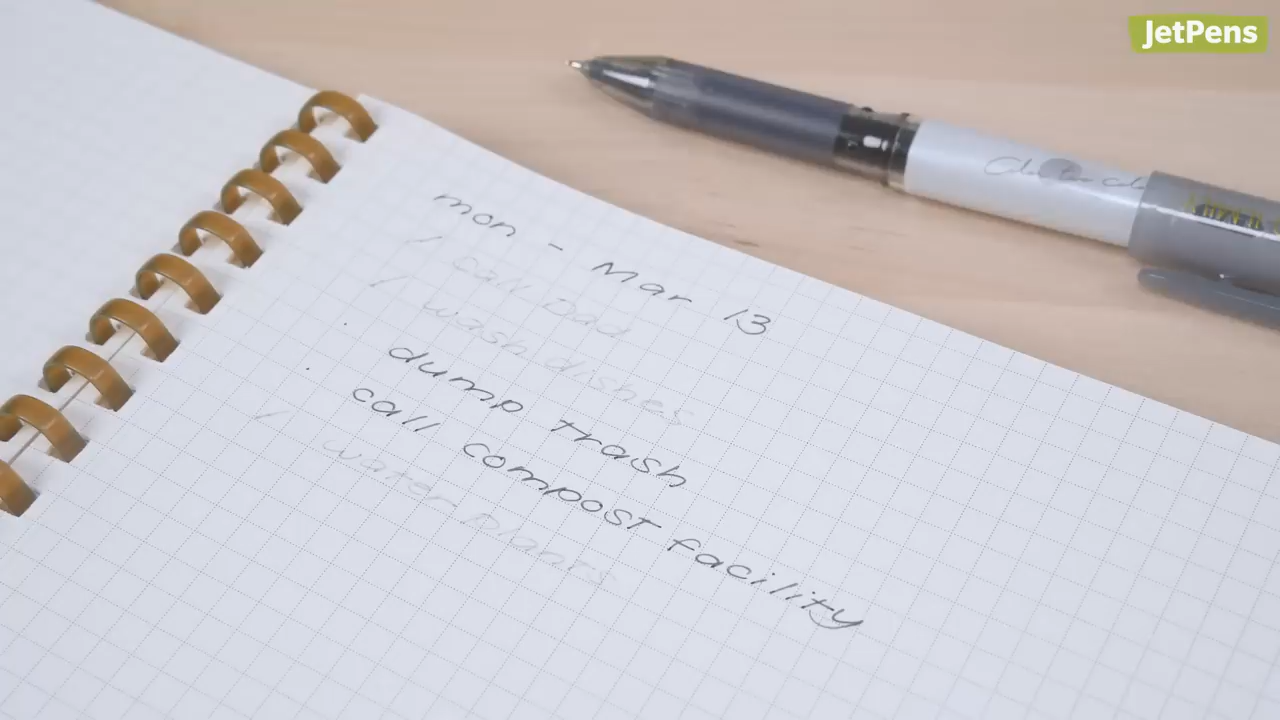 JetPens
mon - Mar 13
/ call Dad
/ wash dishes
· dump trash
· call compost facility
/ water plants